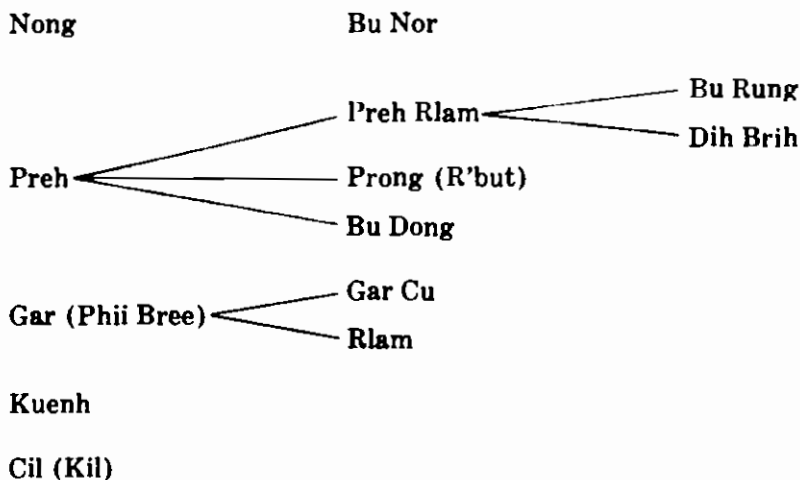 Nong Bu Nor
Bu Rung
Preh Rlam
Dih Brih
Preh Prong (R'but)
Bu Dong
Gar Cu
Gar (Phii Bree)
Rlam
Kuenh
Cil (Kil)